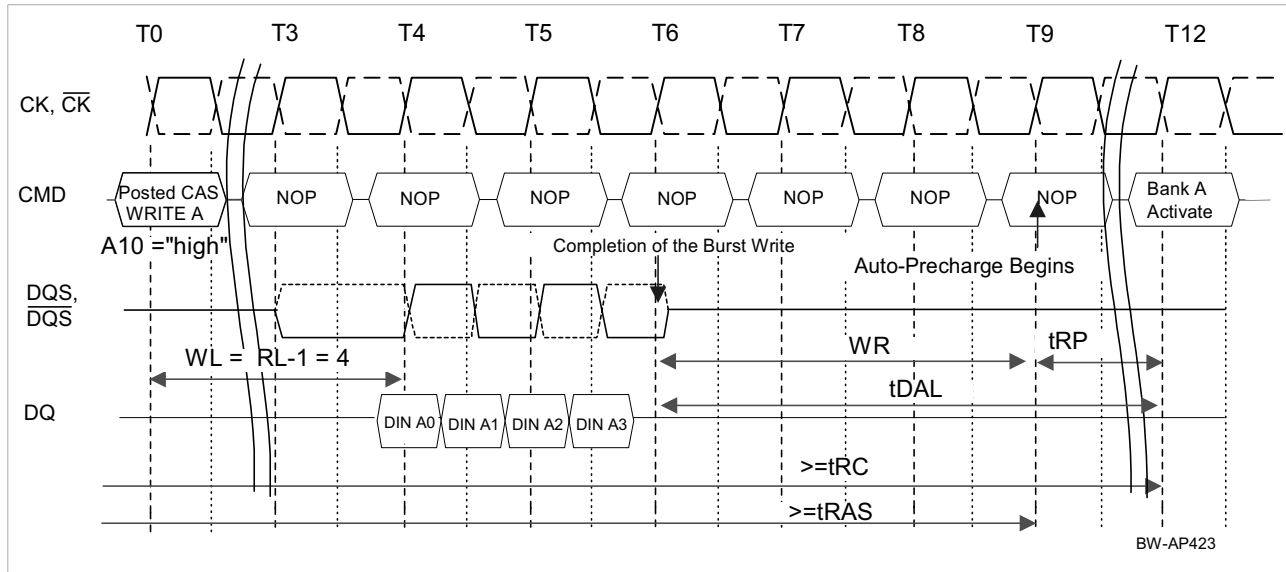 T0 T3 T4 T5 T6 T7 T8 T9 T12
CK, C̅K̅
CMD
Posted CAS
WRITE A
NOP NOP NOP NOP NOP NOP NOP
Bank A
Activate
A10 ="high"
Completion of the Burst Write
Auto-Precharge Begins
DQS,
D̅Q̅S̅
WL = RL-1 = 4
WR
tRP
tDAL
DQ
DIN A0 DIN A1 DIN A2 DIN A3
>=tRC
>=tRAS
BW-AP423